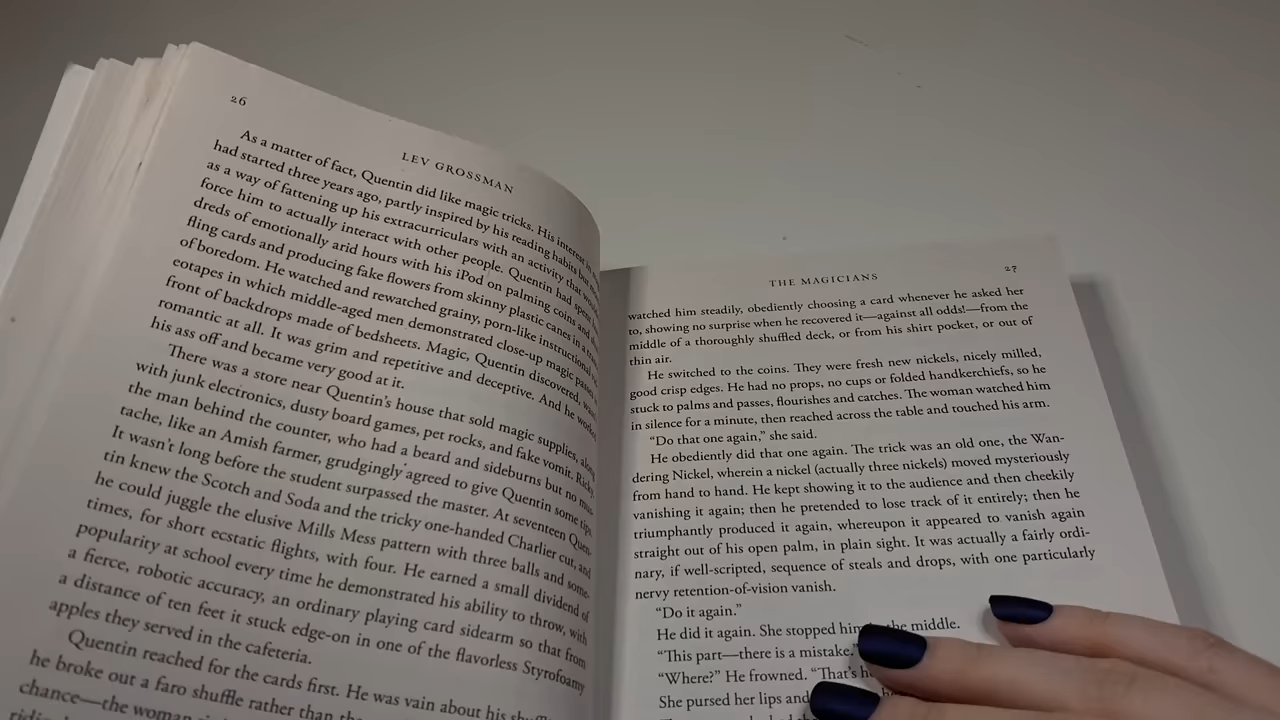 26
LEV GROSSMAN
As a matter of fact, Quentin did like magic tricks. His interest
had started three years ago, partly inspired by his reading habits
as a way of fattening up his extracurriculars with an activity that
force him to actually interact with other people. Quentin had spent
dreds of emotionally arid hours with his iPod on palming coins and
fling cards and producing fake flowers from skinny plastic canes in a
of boredom. He watched and rewatched grainy, porn-like instructional
eotapes in which middle-aged men demonstrated close-up magic passes
front of backdrops made of bedsheets. Magic, Quentin discovered,
romantic at all. It was grim and repetitive and deceptive. And he worked
his ass off and became very good at it.
There was a store near Quentin's house that sold magic supplies, along
with junk electronics, dusty board games, pet rocks, and fake vomit. Ricky,
the man behind the counter, who had a beard and sideburns but no mus-
tache, like an Amish farmer, grudgingly agreed to give Quentin some tips.
It wasn't long before the student surpassed the master. At seventeen Quen-
tin knew the Scotch and Soda and the tricky one-handed Charlier cut, and
he could juggle the elusive Mills Mess pattern with three balls and some-
times, for short ecstatic flights, with four. He earned a small dividend of
popularity at school every time he demonstrated his ability to throw, with
a fierce, robotic accuracy, an ordinary playing card sidearm so that from
a distance of ten feet it stuck edge-on in one of the flavorless Styrofoamy
apples they served in the cafeteria.
Quentin reached for the cards first. He was vain about his
he broke out a faro shuffle rather than the
chance—the woman
THE MAGICIANS
27
watched him steadily, obediently choosing a card whenever he asked her
to, showing no surprise when he recovered it—against all odds!—from the
middle of a thoroughly shuffled deck, or from his shirt pocket, or out of
thin air.
He switched to the coins. They were fresh new nickels, nicely milled,
good crisp edges. He had no props, no cups or folded handkerchiefs, so he
stuck to palms and passes, flourishes and catches. The woman watched him
in silence for a minute, then reached across the table and touched his arm.
"Do that one again," she said.
He obediently did that one again. The trick was an old one, the Wan-
dering Nickel, wherein a nickel (actually three nickels) moved mysteriously
from hand to hand. He kept showing it to the audience and then cheekily
vanishing it again; then he pretended to lose track of it entirely; then he
triumphantly produced it again, whereupon it appeared to vanish again
straight out of his open palm, in plain sight. It was actually a fairly ordi-
nary, if well-scripted, sequence of steals and drops, with one particularly
nervy retention-of-vision vanish.
"Do it again."
He did it again. She stopped him the middle.
"This part—there is a mistake."
"Where?" He frowned. "That's
She pursed her lips and